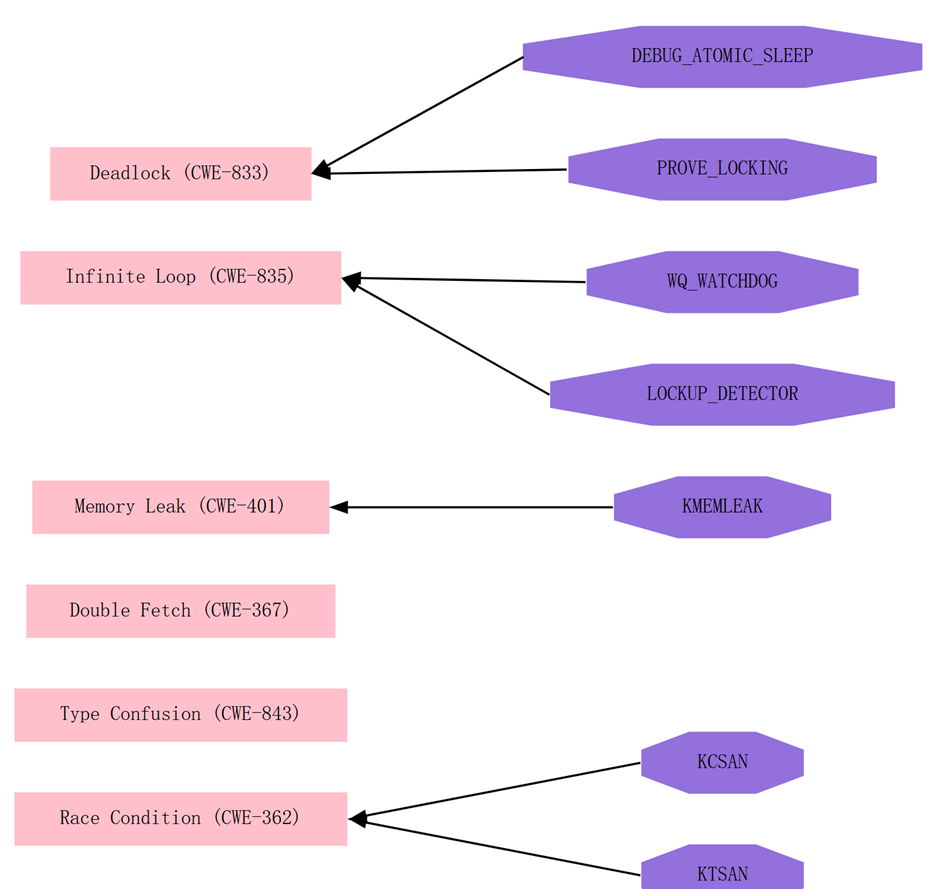 DEBUG_ATOMIC_SLEEP
Deadlock (CWE-833)
PROVE_LOCKING
Infinite Loop (CWE-835)
WQ_WATCHDOG
LOCKUP_DETECTOR
Memory Leak (CWE-401)
KMEMLEAK
Double Fetch (CWE-367)
Type Confusion (CWE-843)
KCSAN
Race Condition (CWE-362)
KTSAN